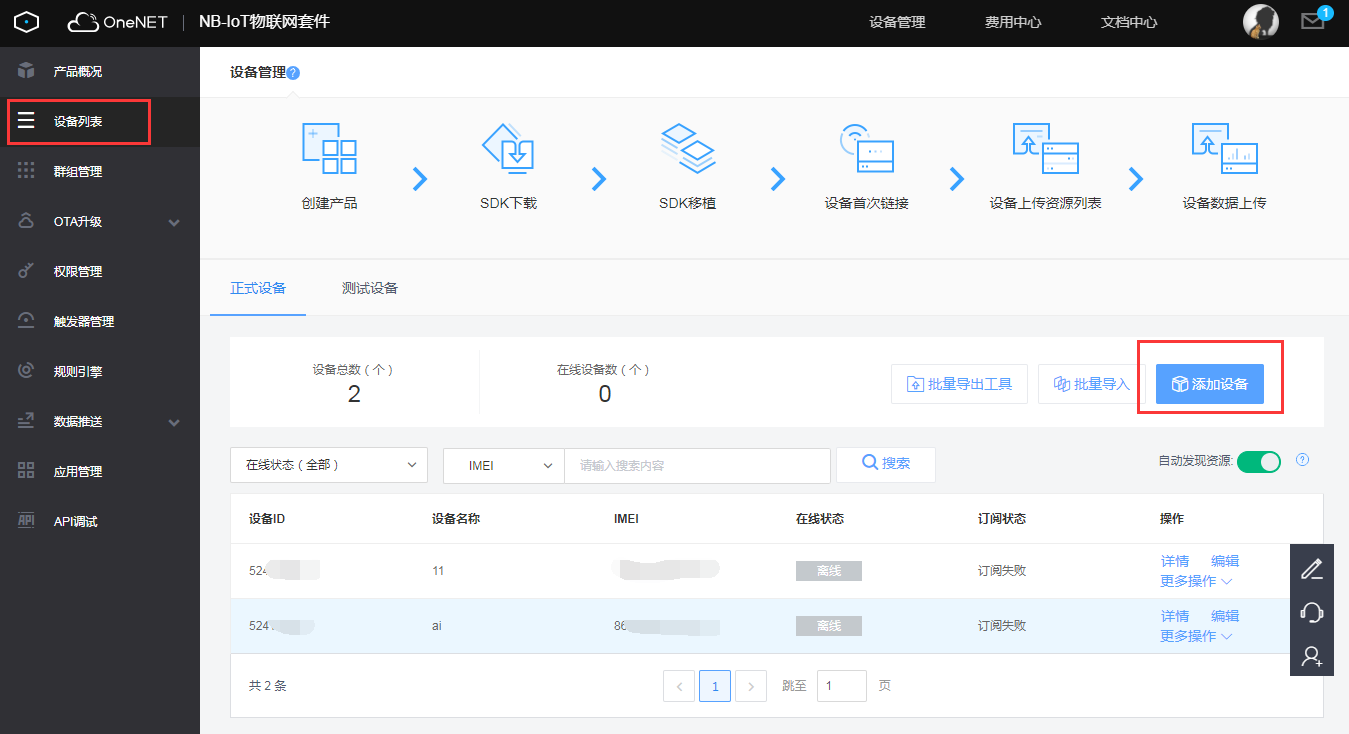 OneNET | NB-IoT物联网套件 设备管理 费用中心 文档中心 1
产品概况
设备列表
群组管理
OTA升级
权限管理
触发器管理
规则引擎
数据推送
应用管理
API API调试
设备管理 ?
创建产品 SDK下载 SDK移植 设备首次链接 设备上传资源列表 设备数据上传
正式设备 测试设备
设备总数（个） 在线设备数（个）
2 0
批量导出工具 批量导入 添加设备
在线状态（全部） IMEI 请输入搜索内容 搜索 自动发现资源: ?
设备ID 设备名称 IMEI 在线状态 订阅状态 操作
524 11 离线 订阅失败 详情 编辑
更多操作
524 ai 86 离线 订阅失败 详情 编辑
更多操作
共 2 条 < 1 > 跳至 1 页